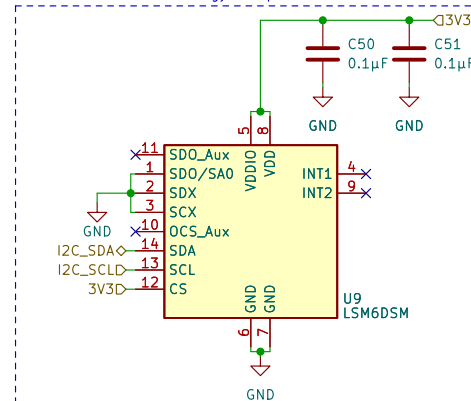 3V3
C50
0.1µF
C51
0.1µF
GND
GND
5
8
VDDIO
VDD
11
SDO_Aux
1
SDO/SA0
2
SDX
3
SCX
10
OCS_Aux
14
SDA
13
SCL
12
CS
INT1
4
INT2
9
GND
I2C_SDA
I2C_SCL
3V3
GND
GND
6
7
U9
LSM6DSM
GND